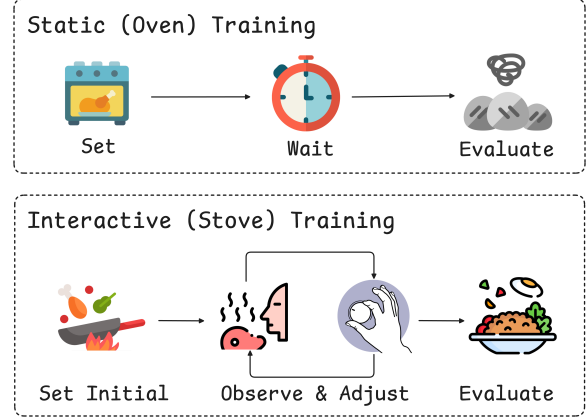 Static (Oven) Training
Set
Wait
Evaluate
Interactive (Stove) Training
Set Initial
Observe & Adjust
Evaluate